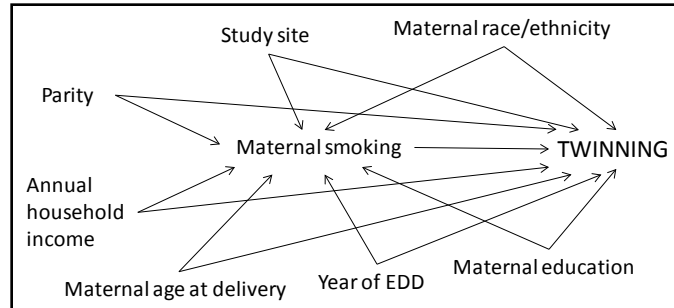 Maternal race/ethnicity
Study site
Parity
Maternal smoking
TWINNING
Annual
household
income
Maternal age at delivery
Year of EDD
Maternal education